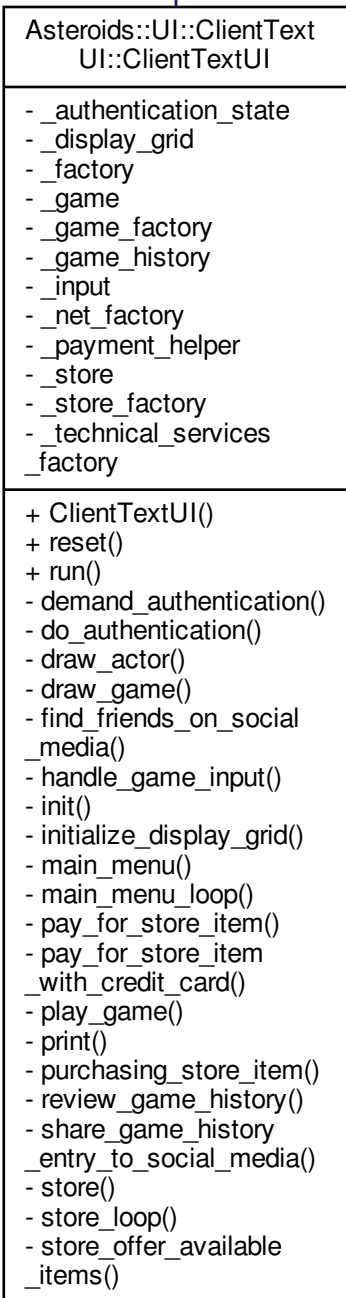 Asteroids::UI::ClientText
UI::ClientTextUI
- _authentication_state
- _display_grid
- _factory
- _game
- _game_factory
- _game_history
- _input
- _net_factory
- _payment_helper
- _store
- _store_factory
- _technical_services
_factory
+ ClientTextUI()
+ reset()
+ run()
- demand_authentication()
- do_authentication()
- draw_actor()
- draw_game()
- find_friends_on_social
_media()
- handle_game_input()
- init()
- initialize_display_grid()
- main_menu()
- main_menu_loop()
- pay_for_store_item()
- pay_for_store_item
_with_credit_card()
- play_game()
- print()
- purchasing_store_item()
- review_game_history()
- share_game_history
_entry_to_social_media()
- store()
- store_loop()
- store_offer_available
_items()